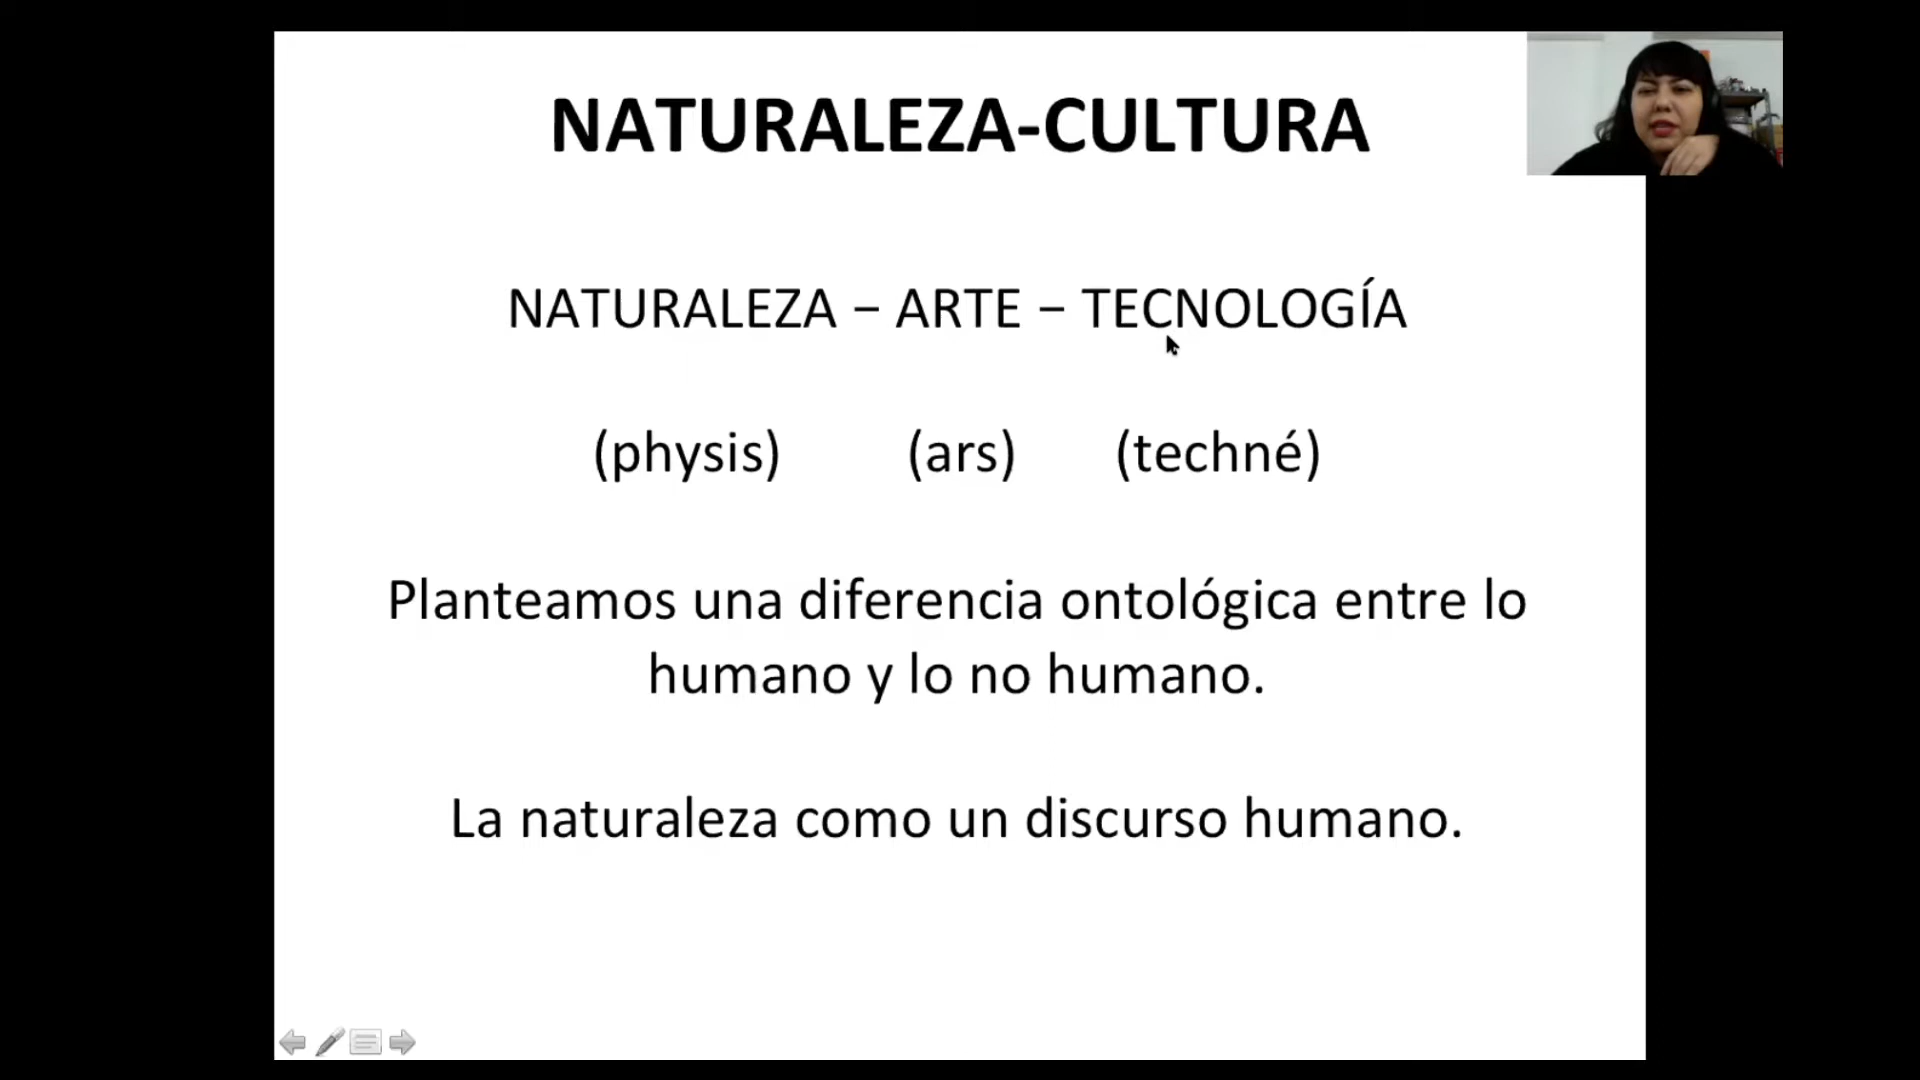 NATURALEZA-CULTURA
NATURALEZA – ARTE – TECNOLOGÍA
(physis) (ars) (techné)
Planteamos una diferencia ontológica entre lo
humano y lo no humano.
La naturaleza como un discurso humano.